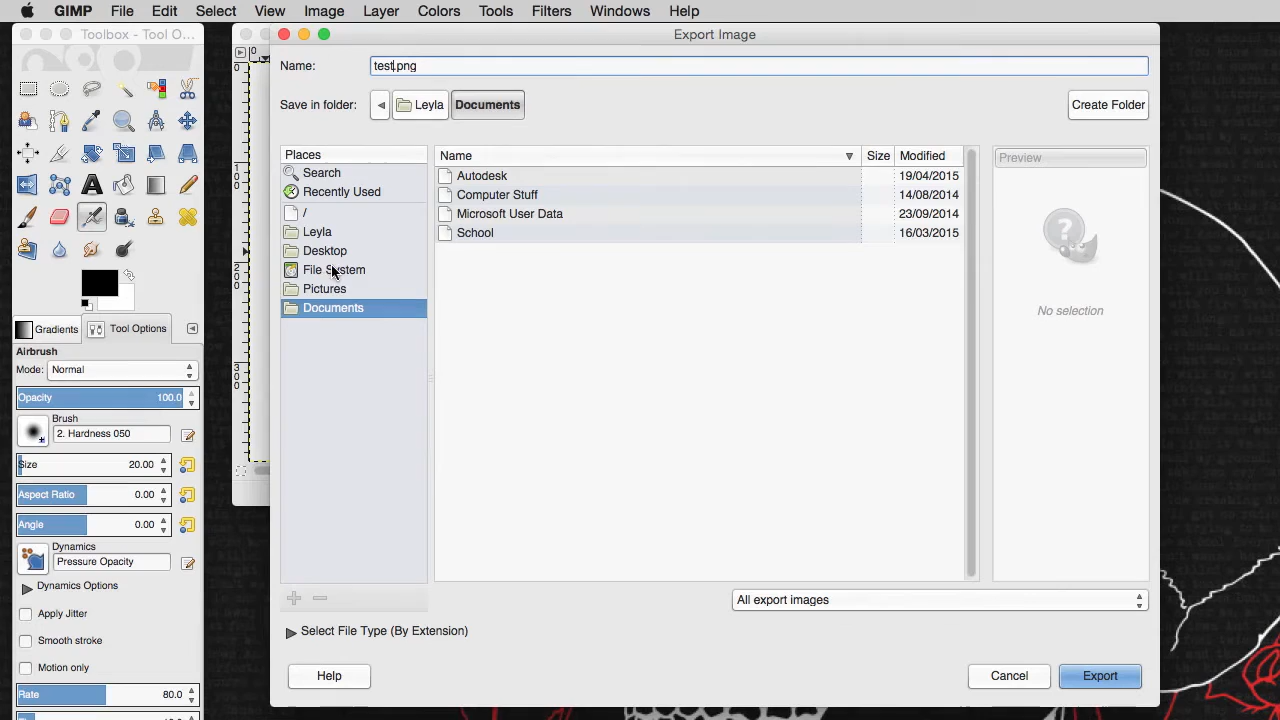 GIMP File Edit Select View Image Layer Colors Tools Filters Windows Help
Toolbox - Tool O...
Export Image
Name: test.png
Save in folder: Leyla Documents
Create Folder
Places
Search
Recently Used
/
Leyla
Desktop
File System
Pictures
Documents
Name Size Modified
Autodesk 19/04/2015
Computer Stuff 14/08/2014
Microsoft User Data 23/09/2014
School 16/03/2015
Preview
No selection
All export images
Select File Type (By Extension)
Help
Cancel
Export
0
0
100
200
300
Gradients Tool Options
Airbrush
Mode: Normal
Opacity 100.0
Brush
2. Hardness 050
Size 20.00
Aspect Ratio 0.00
Angle 0.00
Dynamics
Pressure Opacity
Dynamics Options
Apply Jitter
Smooth stroke
Motion only
Rate 80.0